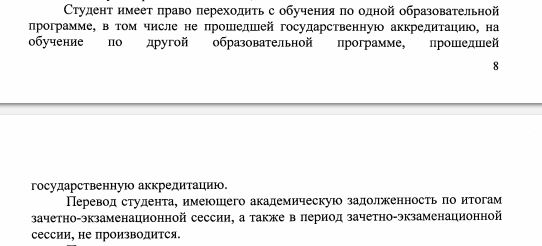 Студент имеет право переходить с обучения по одной образовательной
программе, в том числе не прошедшей государственную аккредитацию, на
обучение по другой образовательной программе, прошедшей
8
государственную аккредитацию.
Перевод студента, имеющего академическую задолженность по итогам
зачетно-экзаменационной сессии, а также в период зачетно-экзаменационной
сессии, не производится.